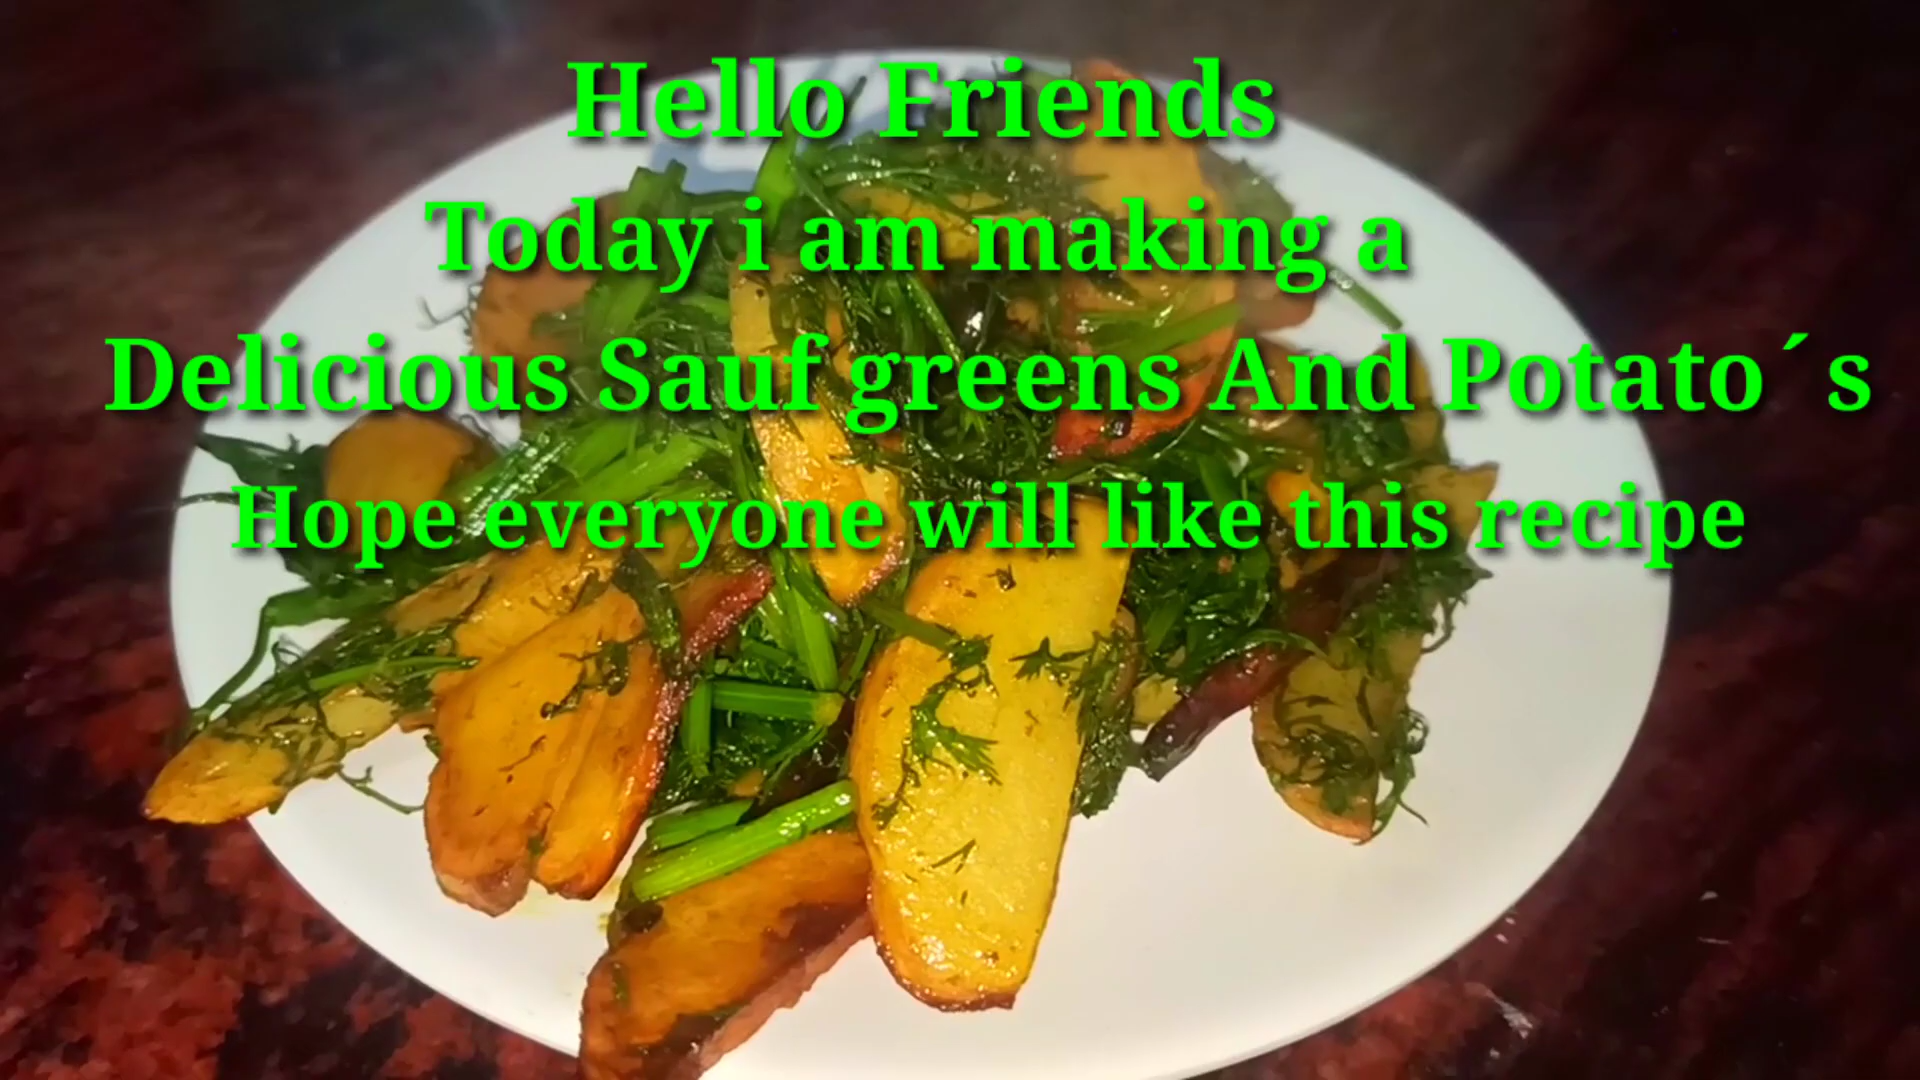 Hello Friends
Today i am making a
Delicious Sauf greens And Potato´s
Hope everyone will like this recipe